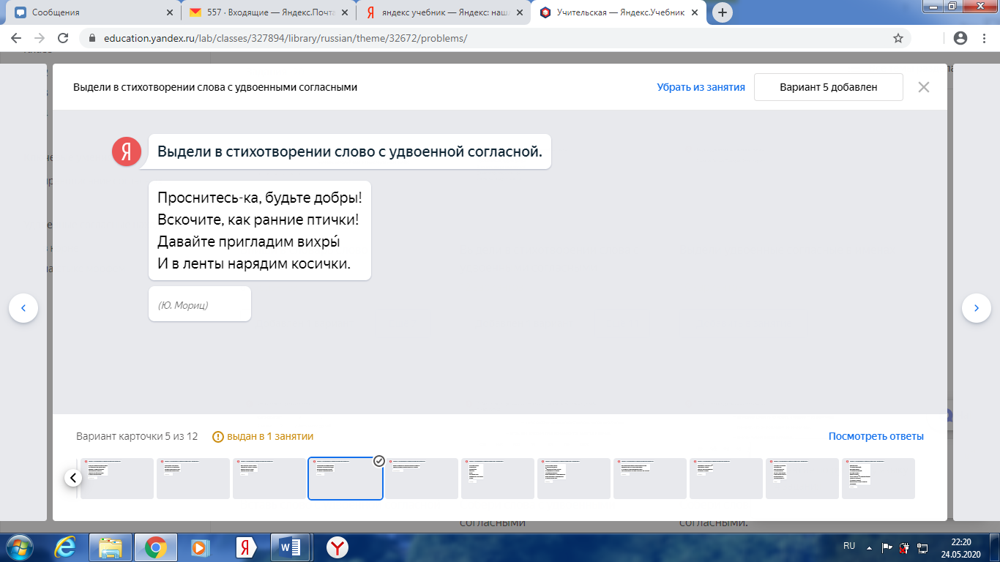 Сообщения
557 · Входящие — Яндекс.Почта
яндекс учебник — Яндекс: наш
Учительская — Яндекс.Учебник
education.yandex.ru/lab/classes/327894/library/russian/theme/32672/problems/
Выдели в стихотворении слова с удвоенными согласными
Убрать из занятия
Вариант 5 добавлен
Я
Выдели в стихотворении слово с удвоенной согласной.
Проснитесь-ка, будьте добры!
Вскочите, как ранние птички!
Давайте пригладим вихры́
И в ленты нарядим косички.
(Ю. Мориц)
Вариант карточки 5 из 12
выдан в 1 занятии
Посмотреть ответы
согласными
согласными.
RU
22:20
24.05.2020